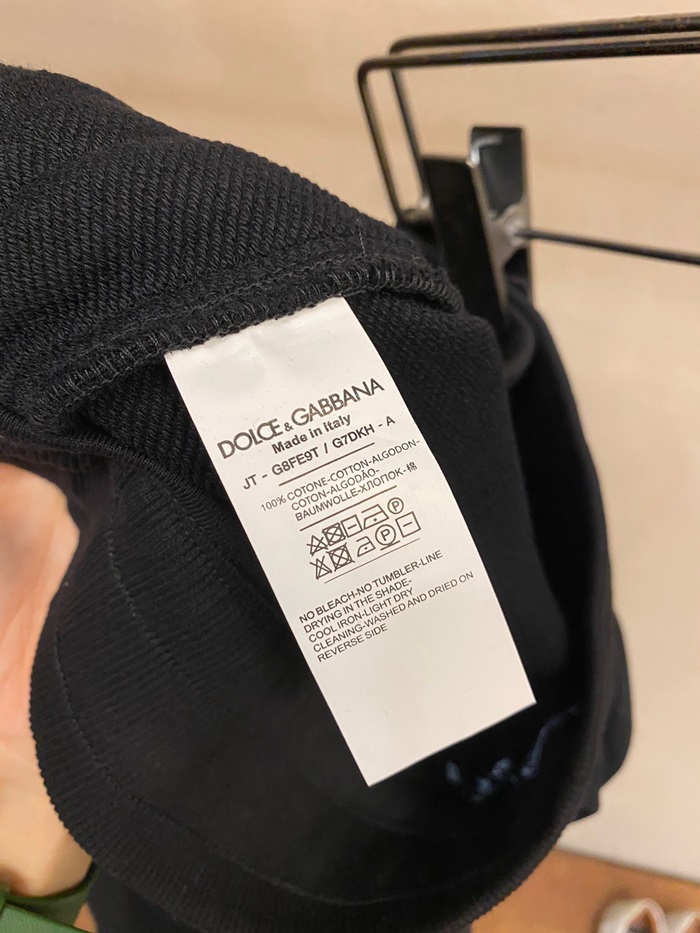 DOLCE & GABBANA
Made in Italy
JT - G8FE9T / G7DKH - A
100% COTONE-COTTON-ALGODON-
COTON-ALGODÃO-
BAUMWOLLE-ХЛОПОК-棉
P
P
NO BLEACH-NO TUMBLER-LINE
DRYING IN THE SHADE-
COOL IRON-LIGHT DRY
CLEANING-WASHED AND DRIED ON
REVERSE SIDE